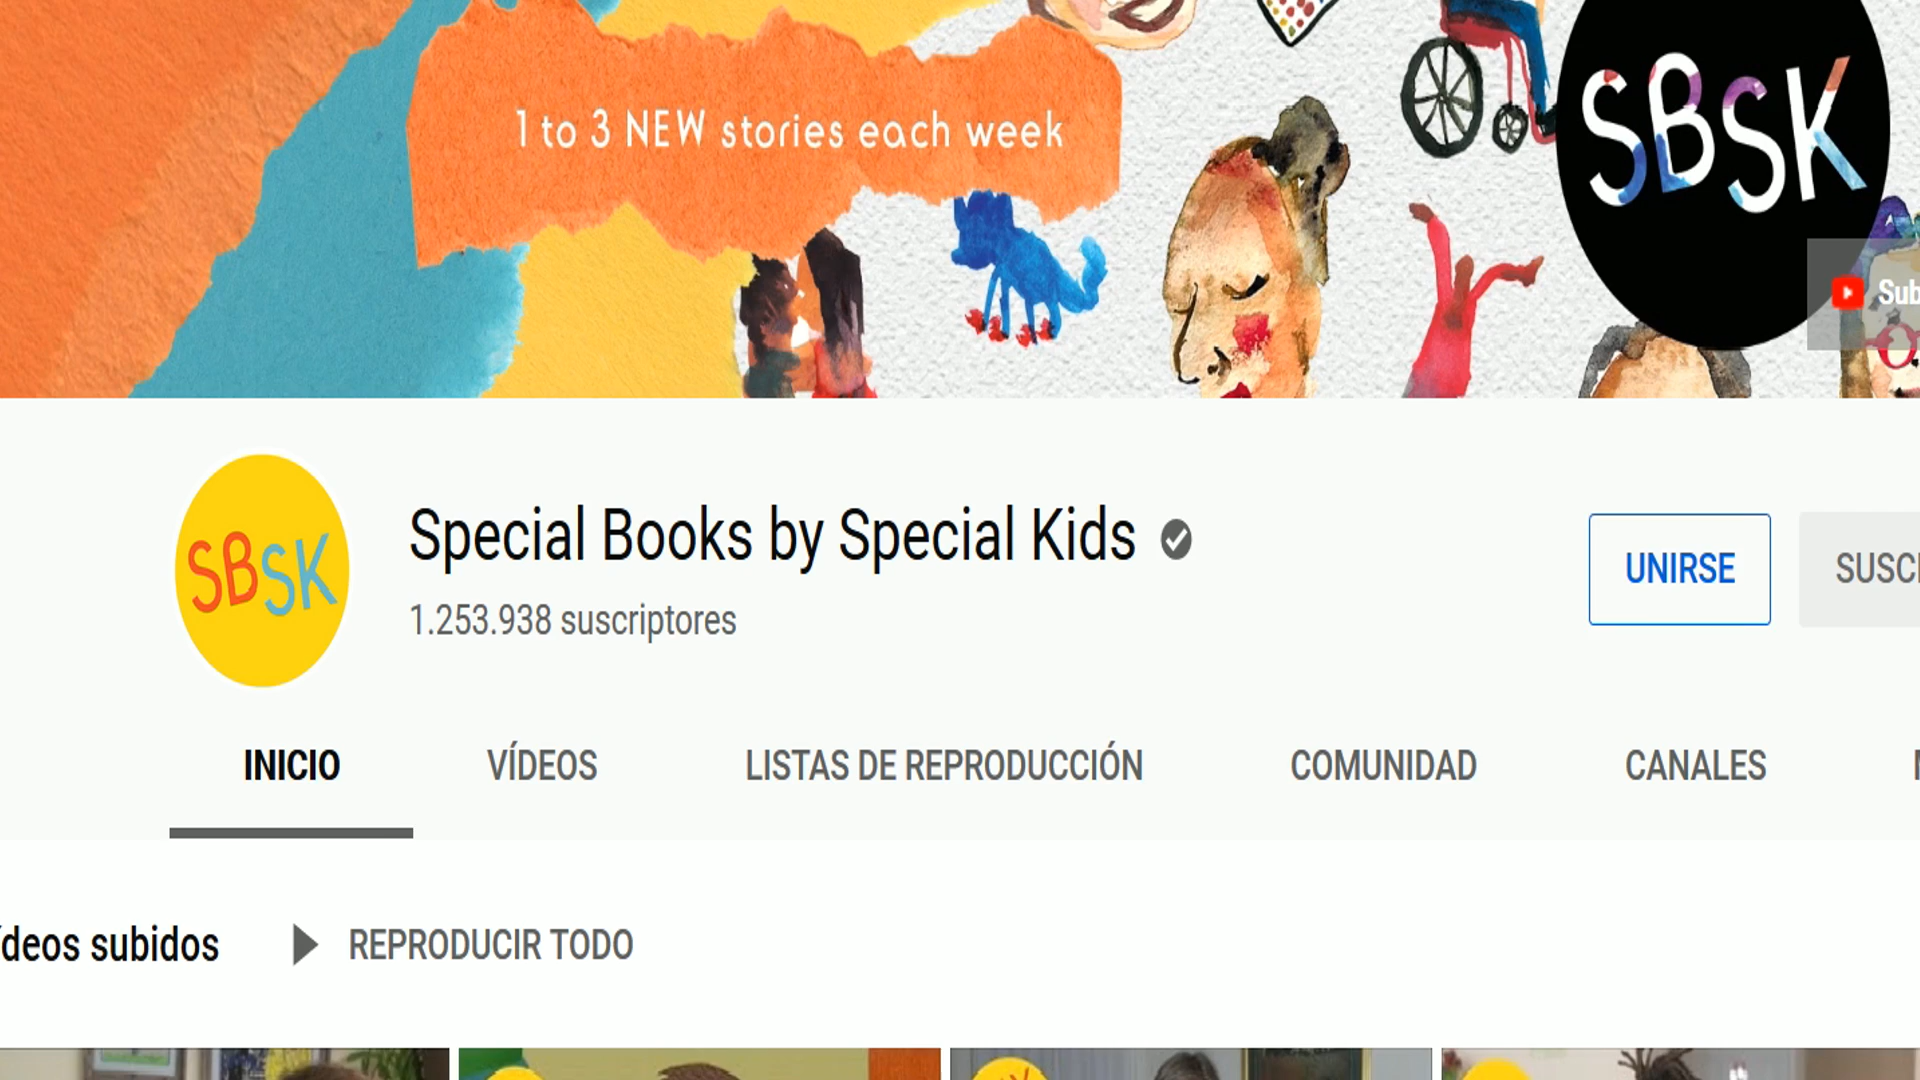 1 to 3 NEW stories each week
SBSK
SBSK
Special Books by Special Kids
1.253.938 suscriptores
UNIRSE
INICIO
VÍDEOS
LISTAS DE REPRODUCCIÓN
COMUNIDAD
CANALES
subidos
REPRODUCIR TODO